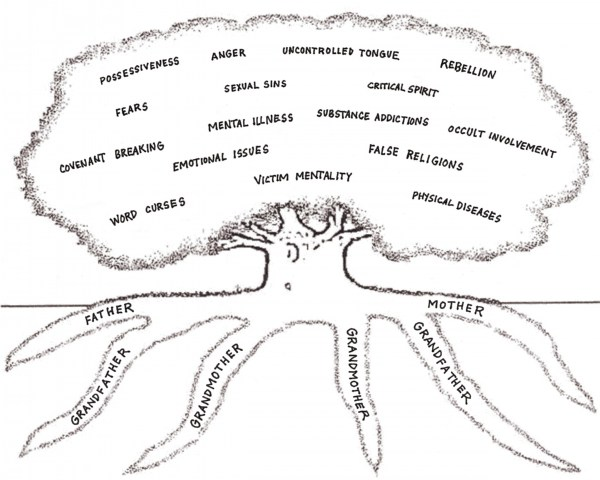 POSSESSIVENESS
ANGER
UNCONTROLLED TONGUE
REBELLION
SEXUAL SINS
CRITICAL SPIRIT
FEARS
MENTAL ILLNESS
SUBSTANCE ADDICTIONS
OCCULT INVOLVEMENT
COVENANT BREAKING
EMOTIONAL ISSUES
FALSE RELIGIONS
VICTIM MENTALITY
WORD CURSES
PHYSICAL DISEASES
FATHER
MOTHER
GRANDFATHER
GRANDMOTHER
GRANDMOTHER
GRANDFATHER